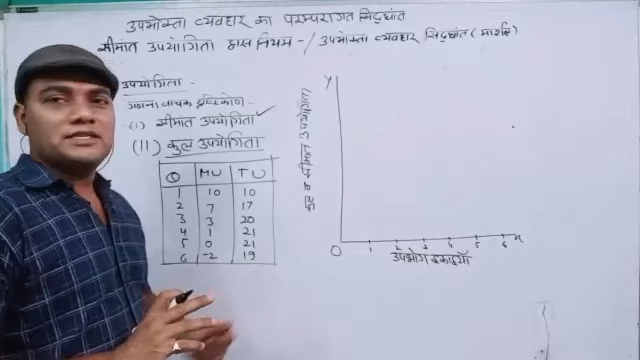 उपभोक्ता व्यवहार का परम्परागत सिद्धांत
सीमांत उपयोगिता ह्रास नियम -/ उपभोक्ता व्यवहार सिद्धांत (मार्शल)
उपयोगिता
गणना वाचक दृष्टिकोण -
(I) सीमांत उपयोगिता ✓
(II) कुल उपयोगिता
Q MU TU
1 10 10
2 7 17
3 3 20
4 1 21
5 0 21
6 -2 19
Y
सीमांत उपयोगिता
O 1 2 3 4 5 6 X
उपभोग इकाइयाँ